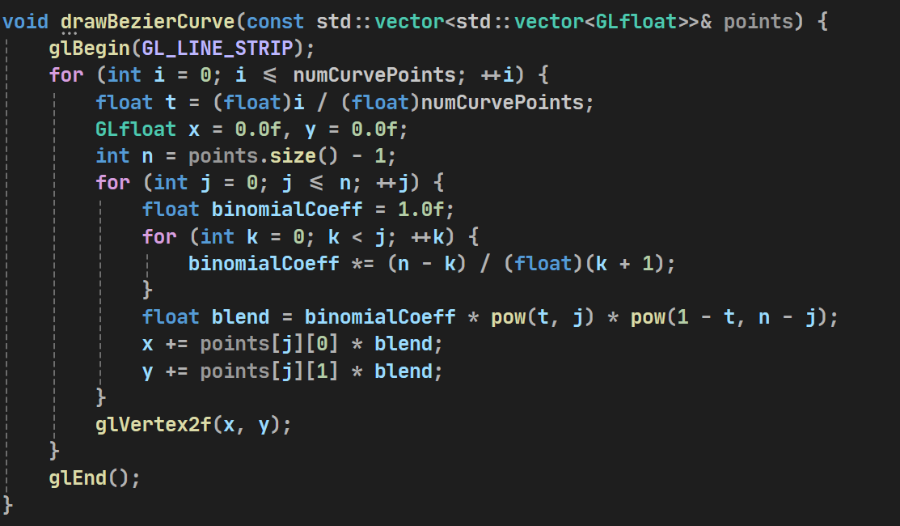 void drawBezierCurve(const std::vector<std::vector<GLfloat>>& points) {
    glBegin(GL_LINE_STRIP);
    for (int i = 0; i <= numCurvePoints; ++i) {
        float t = (float)i / (float)numCurvePoints;
        GLfloat x = 0.0f, y = 0.0f;
        int n = points.size() - 1;
        for (int j = 0; j <= n; ++j) {
            float binomialCoeff = 1.0f;
            for (int k = 0; k < j; ++k) {
                binomialCoeff *= (n - k) / (float)(k + 1);
            }
            float blend = binomialCoeff * pow(t, j) * pow(1 - t, n - j);
            x += points[j][0] * blend;
            y += points[j][1] * blend;
        }
        glVertex2f(x, y);
    }
    glEnd();
}